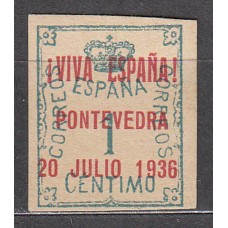 ¡VIVA ESPAÑA!
ESPAÑA
CORREOS
CORREOS
PONTEVEDRA
1
20 JULIO 1936
CENTIMO